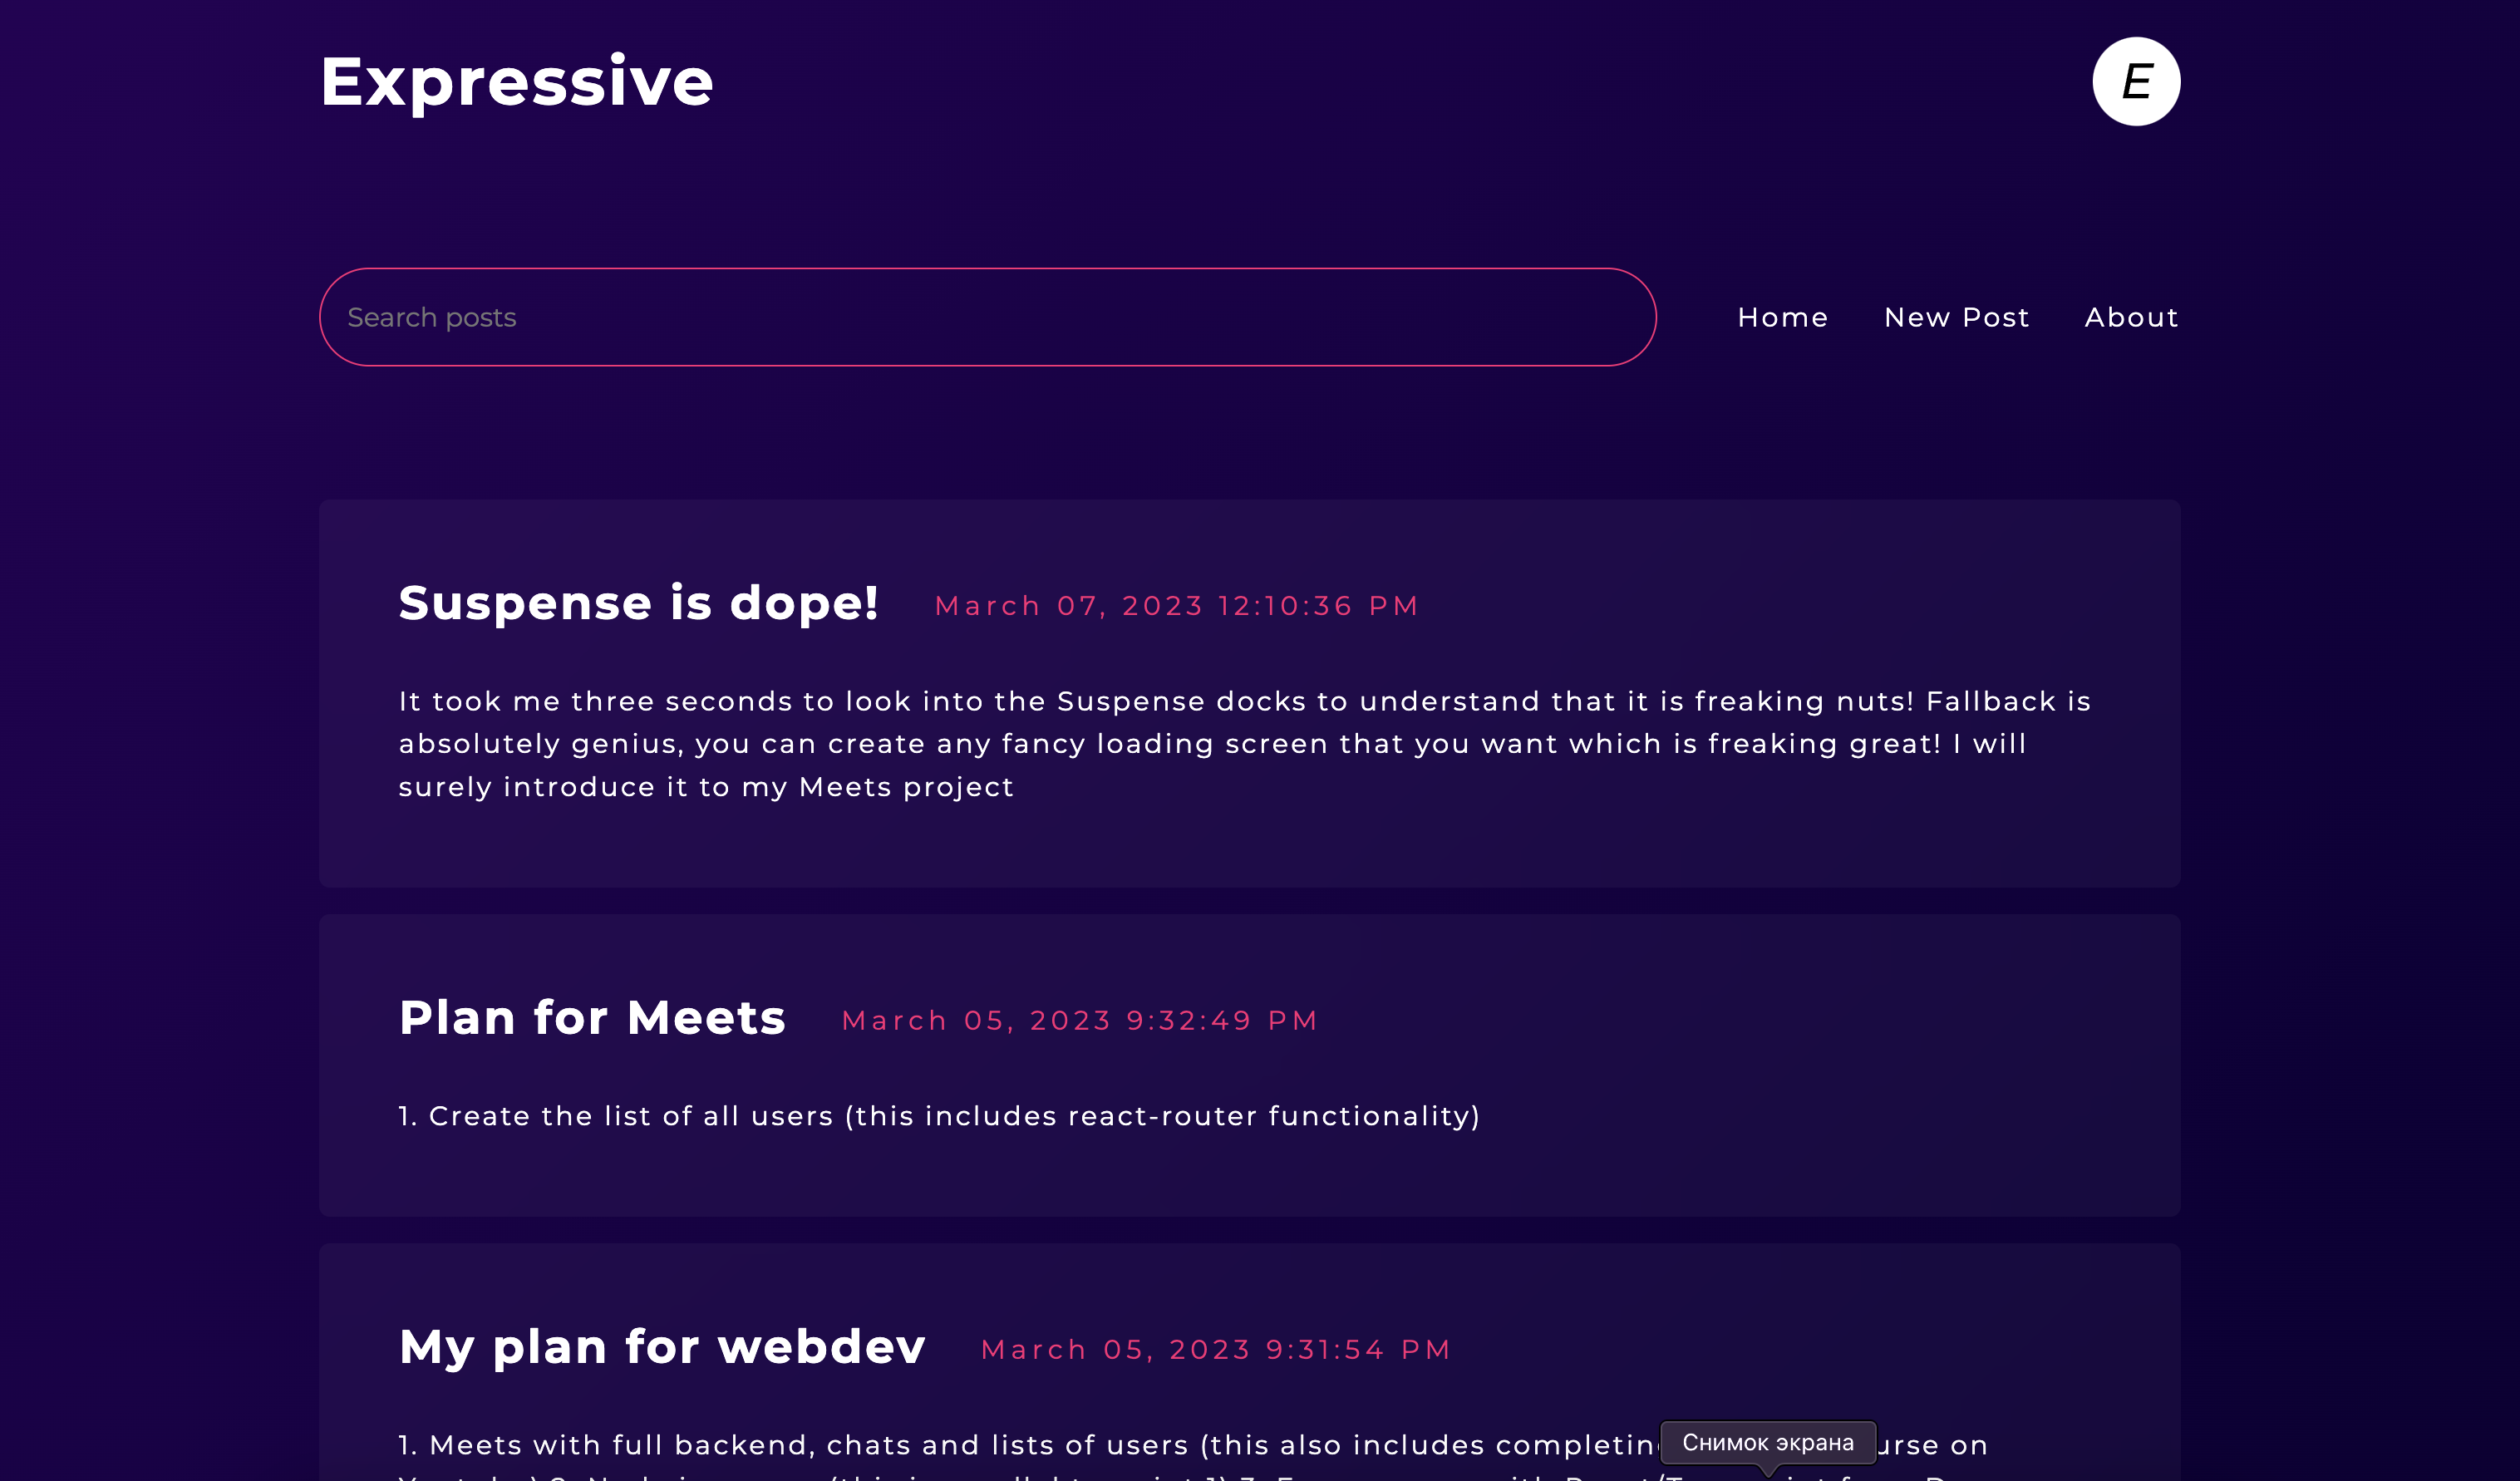 Expressive
E
Search posts
Home New Post About
Suspense is dope! March 07, 2023 12:10:36 PM
It took me three seconds to look into the Suspense docks to understand that it is freaking nuts! Fallback is
absolutely genius, you can create any fancy loading screen that you want which is freaking great! I will
surely introduce it to my Meets project
Plan for Meets March 05, 2023 9:32:49 PM
1. Create the list of all users (this includes react-router functionality)
My plan for webdev March 05, 2023 9:31:54 PM
1. Meets with full backend, chats and lists of users (this also includes on
Снимок экрана